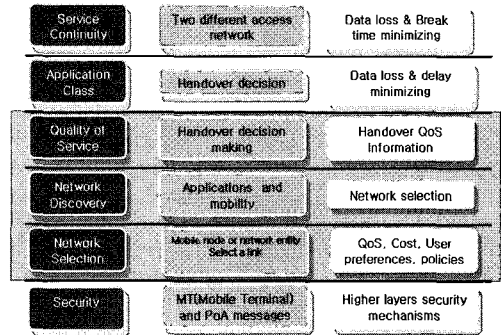 Service
Continuity
Two different access
network
Data loss & Break
time minimizing
Application
Class
Handover decision
Data loss & delay
minimizing
Quality of
Service
Handover decision
making
Handover QoS
Information
Network
Discovery
Applications and
mobility
Network selection
Network
Selection
Mobile node or network entity
Select a link
QoS, Cost, User
preferences, policies
Security
MT(Mobile Terminal)
and PoA messages
Higher layers security
mechanisms